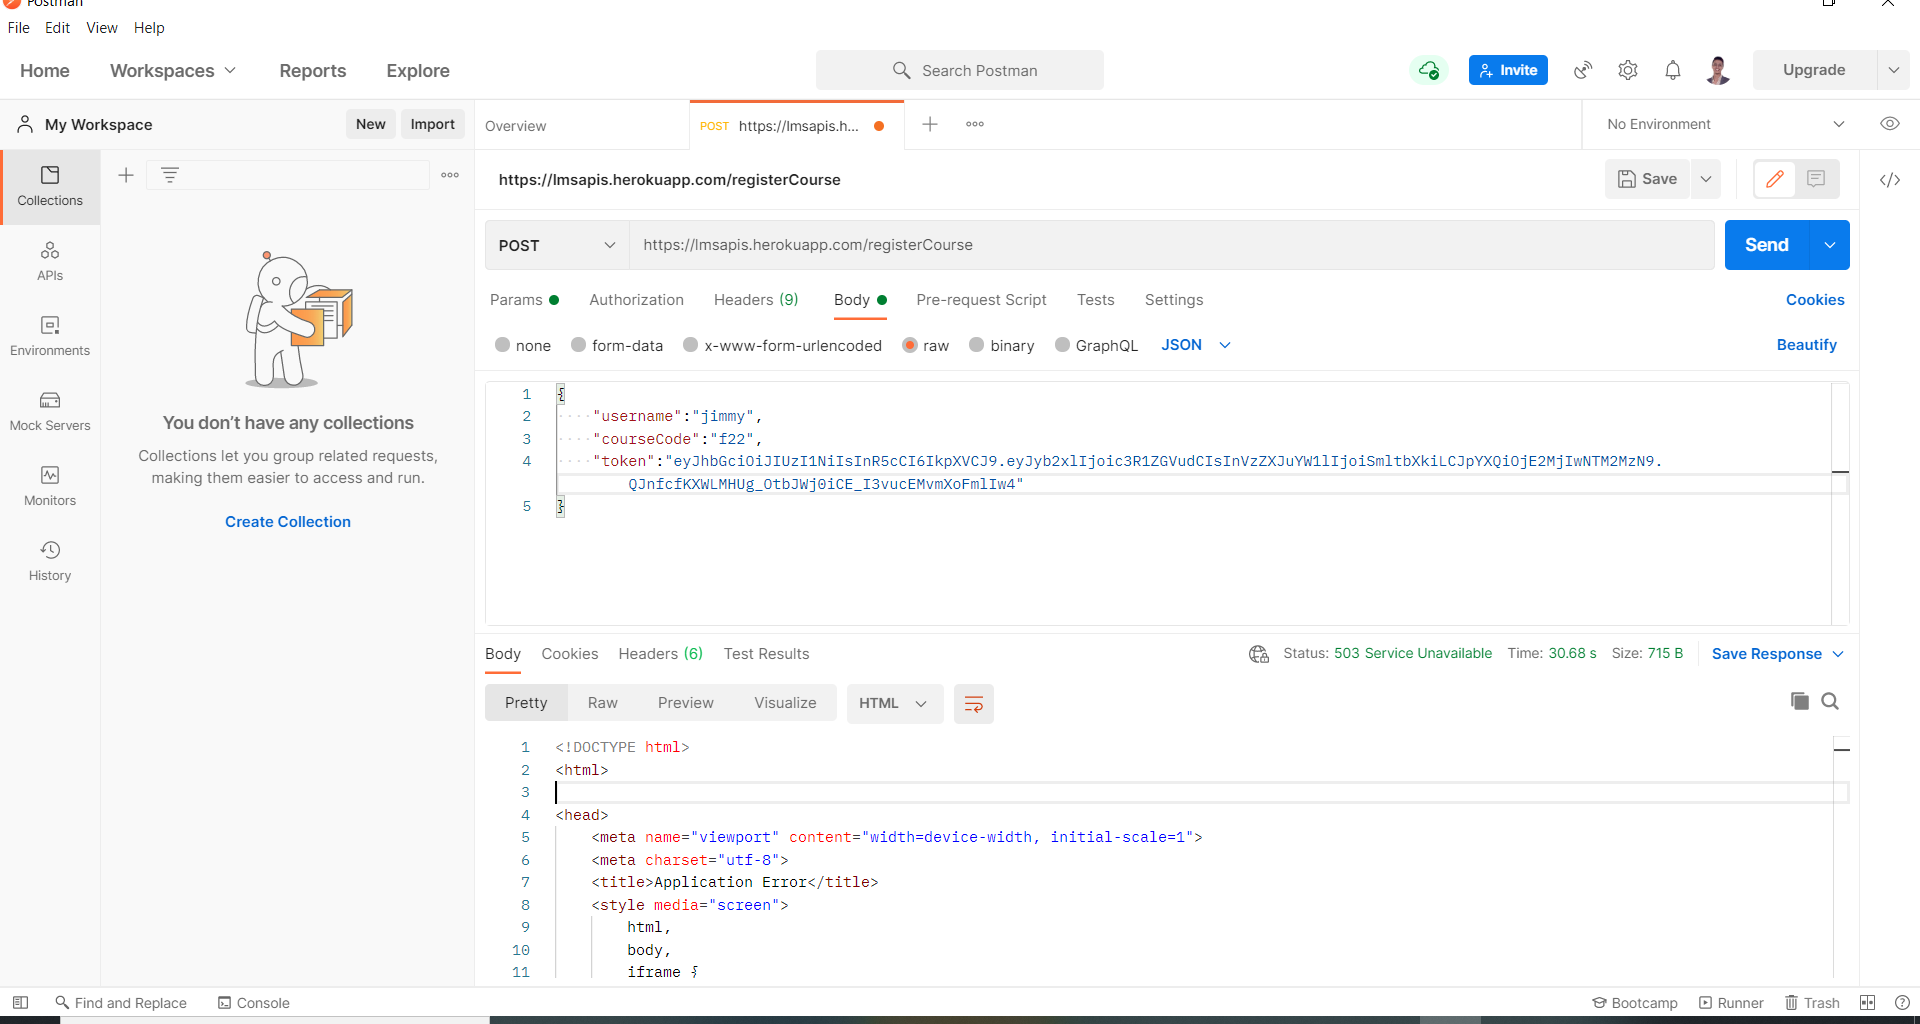 Postman
File Edit View Help
Home Workspaces Reports Explore Search Postman Invite Upgrade
My Workspace New Import Overview POST https://lmsapis.h... No Environment
Collections
https://lmsapis.herokuapp.com/registerCourse Save
APIs
POST https://lmsapis.herokuapp.com/registerCourse Send
Params Authorization Headers (9) Body Pre-request Script Tests Settings Cookies
Environments
none form-data x-www-form-urlencoded raw binary GraphQL JSON Beautify
Mock Servers
You don't have any collections
Collections let you group related requests,
making them easier to access and run.
Create Collection
Monitors
History
1 {
2 "username":"jimmy",
3 "courseCode":"f22",
4 "token":"eyJhbGciOiJIUzI1NiIsInR5cCI6IkpXVCJ9.eyJyb2xlIjoic3R1ZGVudCIsInVzZXJuYW1lIjoiSmltbXkiLCJpYXQiOjE2MjIwNTM2MzN9.
QJnfcfKXWLMHUg_OtbJWj0iCE_I3vucEMvmXoFmlIw4"
5 }
Body Cookies Headers (6) Test Results Status: 503 Service Unavailable Time: 30.68 s Size: 715 B Save Response
Pretty Raw Preview Visualize HTML
1 <!DOCTYPE html>
2 <html>
3
4 <head>
5 <meta name="viewport" content="width=device-width, initial-scale=1">
6 <meta charset="utf-8">
7 <title>Application Error</title>
8 <style media="screen">
9 html,
10 body,
11 iframe {
Find and Replace Console Bootcamp Runner Trash